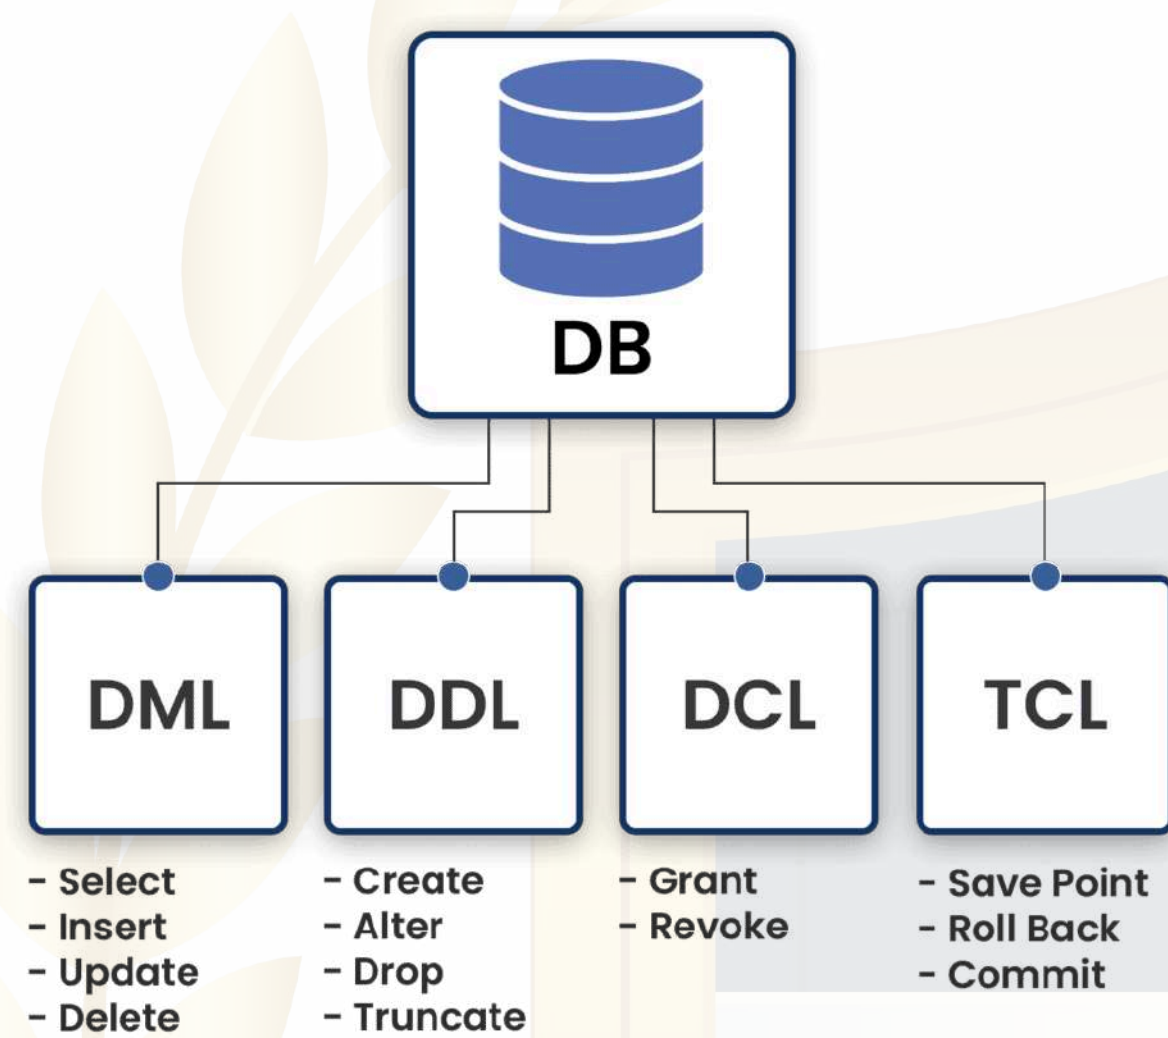 DB
DML
DDL
DCL
TCL
- Select
- Insert
- Update
- Delete
- Create
- Alter
- Drop
- Truncate
- Grant
- Revoke
- Save Point
- Roll Back
- Commit